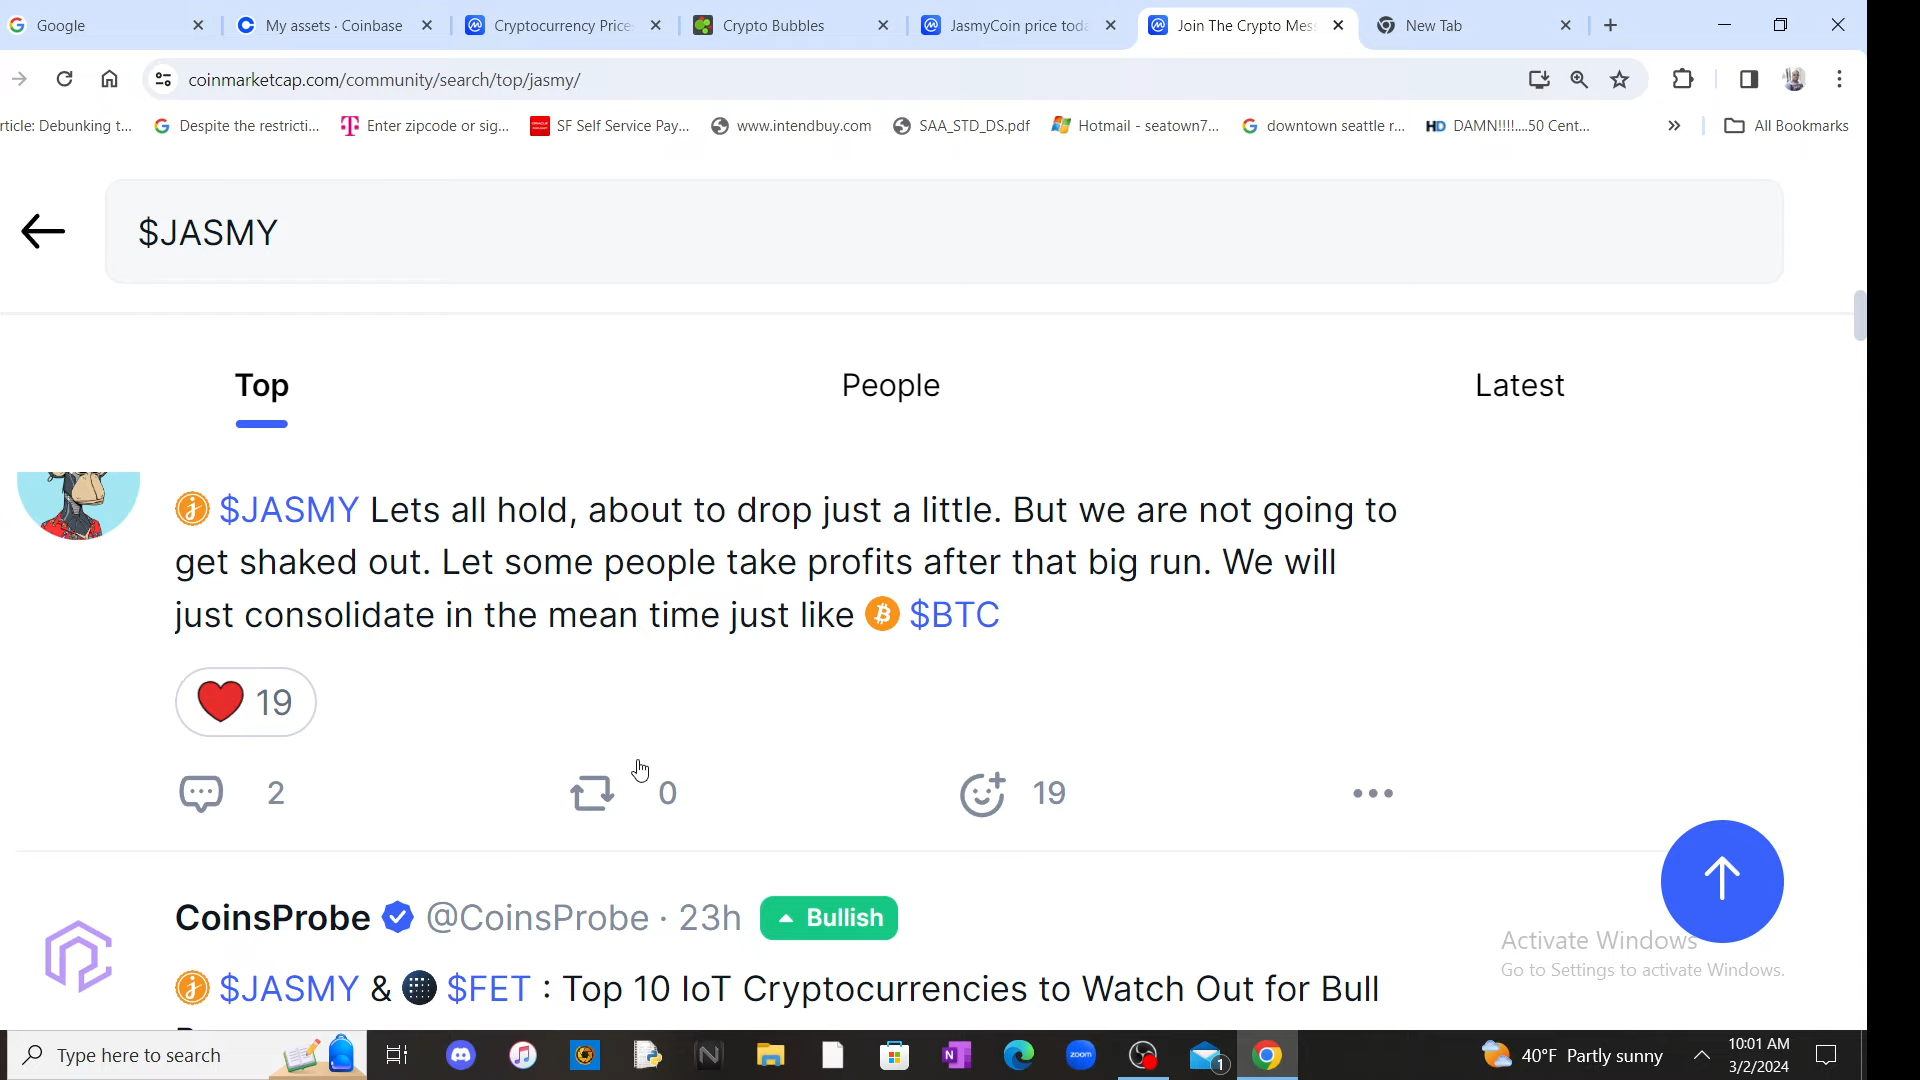 Google
My assets · Coinbase
Cryptocurrency Price
Crypto Bubbles
JasmyCoin price toda
Join The Crypto Mes
New Tab
coinmarketcap.com/community/search/top/jasmy/
rticle: Debunking t...
Despite the restricti...
Enter zipcode or sig...
SF Self Service Pay...
www.intendbuy.com
SAA_STD_DS.pdf
Hotmail - seatown7...
downtown seattle r...
HD DAMN!!!!....50 Cent...
All Bookmarks
$JASMY
Top
People
Latest
$JASMY Lets all hold, about to drop just a little. But we are not going to
get shaked out. Let some people take profits after that big run. We will
just consolidate in the mean time just like $BTC
19
2
0
19
CoinsProbe @CoinsProbe · 23h Bullish
$JASMY & $FET : Top 10 IoT Cryptocurrencies to Watch Out for Bull
Activate Windows
Go to Settings to activate Windows.
Type here to search
zoom
1
40°F Partly sunny
10:01 AM
3/2/2024